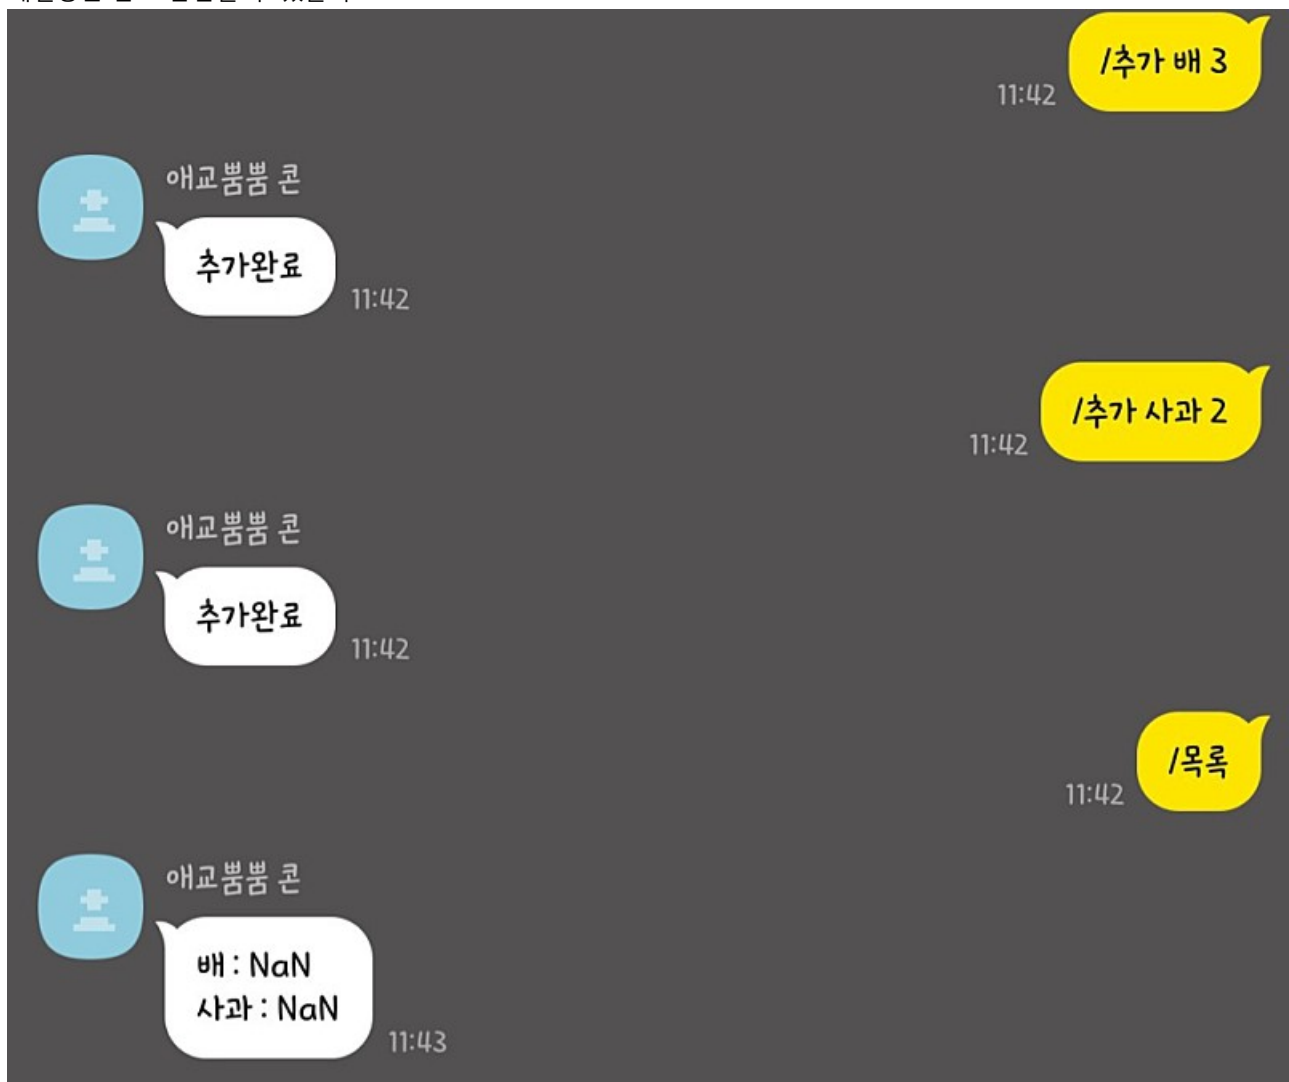 /추가 배 3
11:42
애교뿜뿜 콘
추가완료
11:42
/추가 사과 2
11:42
애교뿜뿜 콘
추가완료
11:42
/목록
11:42
애교뿜뿜 콘
배 : NaN
사과 : NaN
11:43